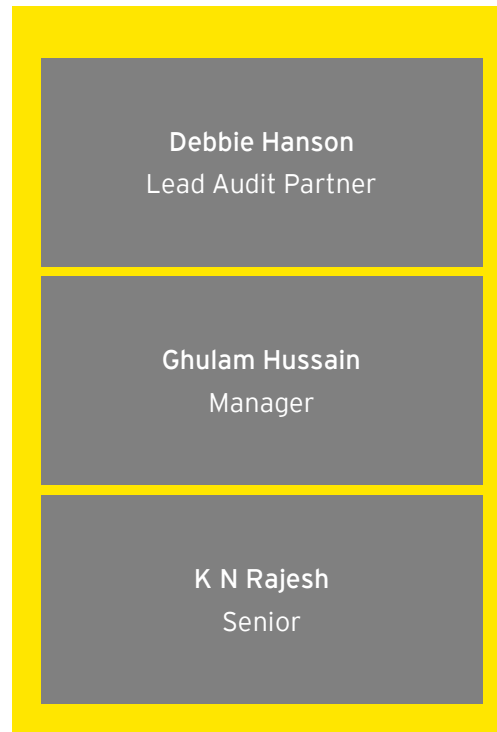 Debbie Hanson
Lead Audit Partner
Ghulam Hussain
Manager
K N Rajesh
Senior